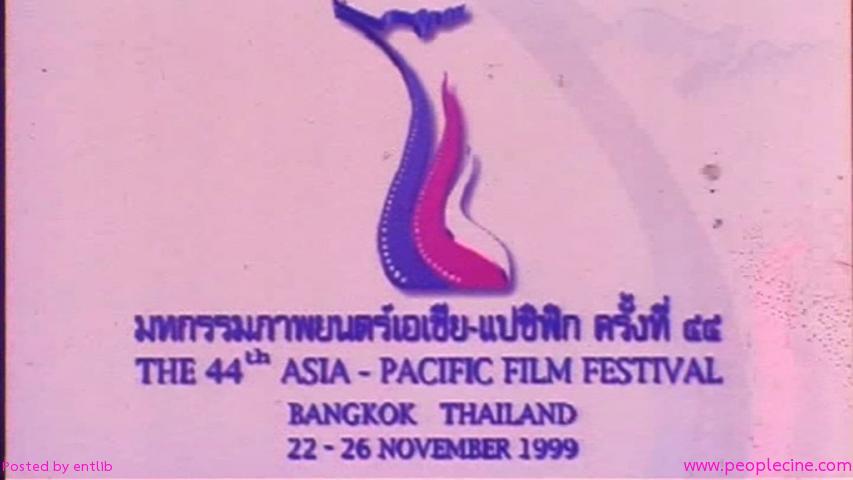 มหกรรมภาพยนตร์เอเซีย-แปซิฟิก ครั้งที่ ๔๔
THE 44th ASIA - PACIFIC FILM FESTIVAL
BANGKOK THAILAND
22 - 26 NOVEMBER 1999
Posted by entlib
www.peoplecine.com